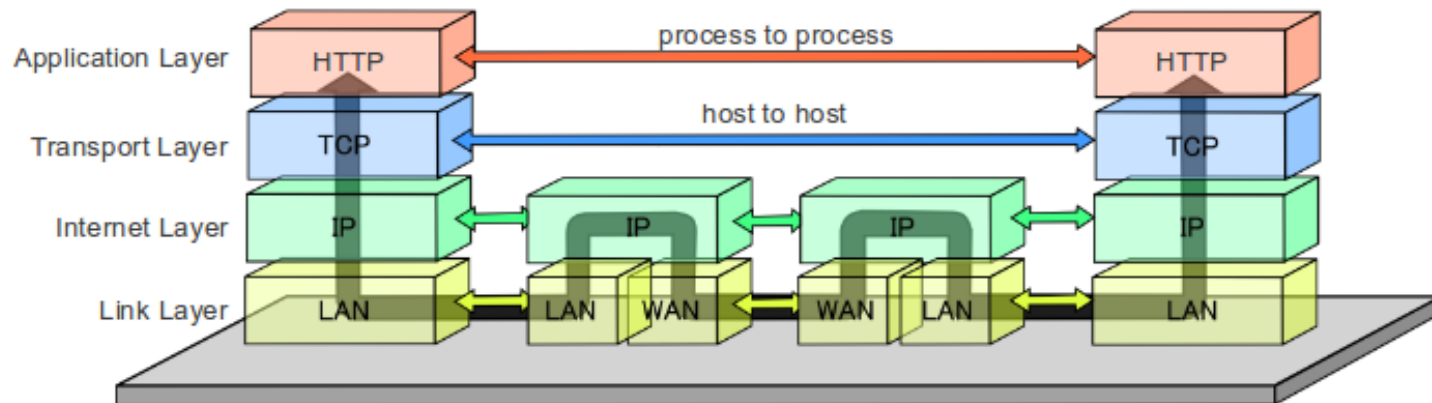 process to process
Application Layer HTTP HTTP
host to host
Transport Layer TCP TCP
Internet Layer IP IP IP IP
Link Layer LAN LAN WAN WAN LAN LAN